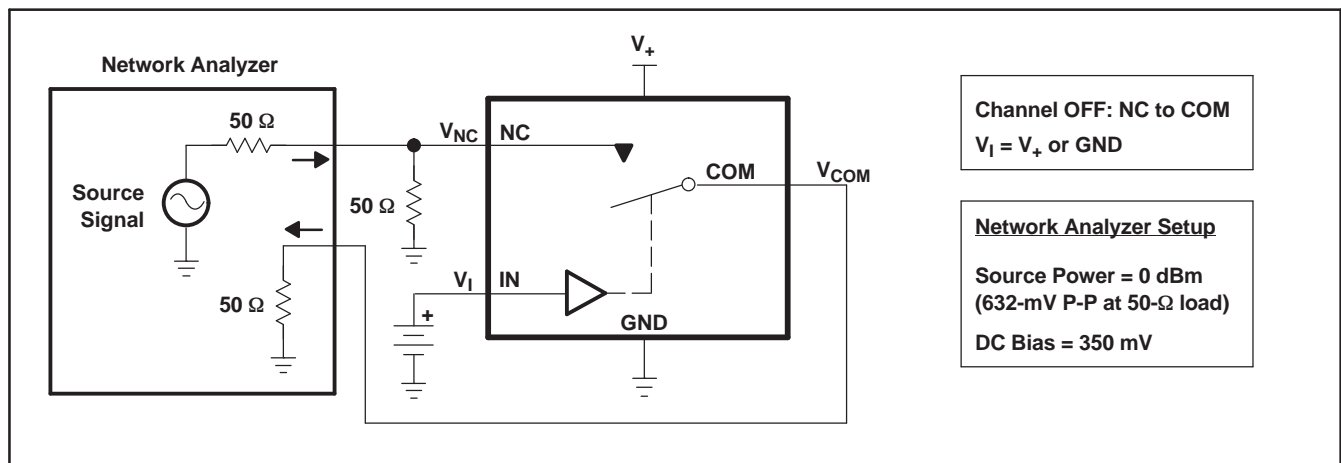 Network Analyzer
50 Ω
Source
Signal
50 Ω
50 Ω
V+
VNC
NC
COM
VCOM
VI
IN
+
GND
Channel OFF: NC to COM
VI = V+ or GND
Network Analyzer Setup
Source Power = 0 dBm
(632-mV P-P at 50-Ω load)
DC Bias = 350 mV